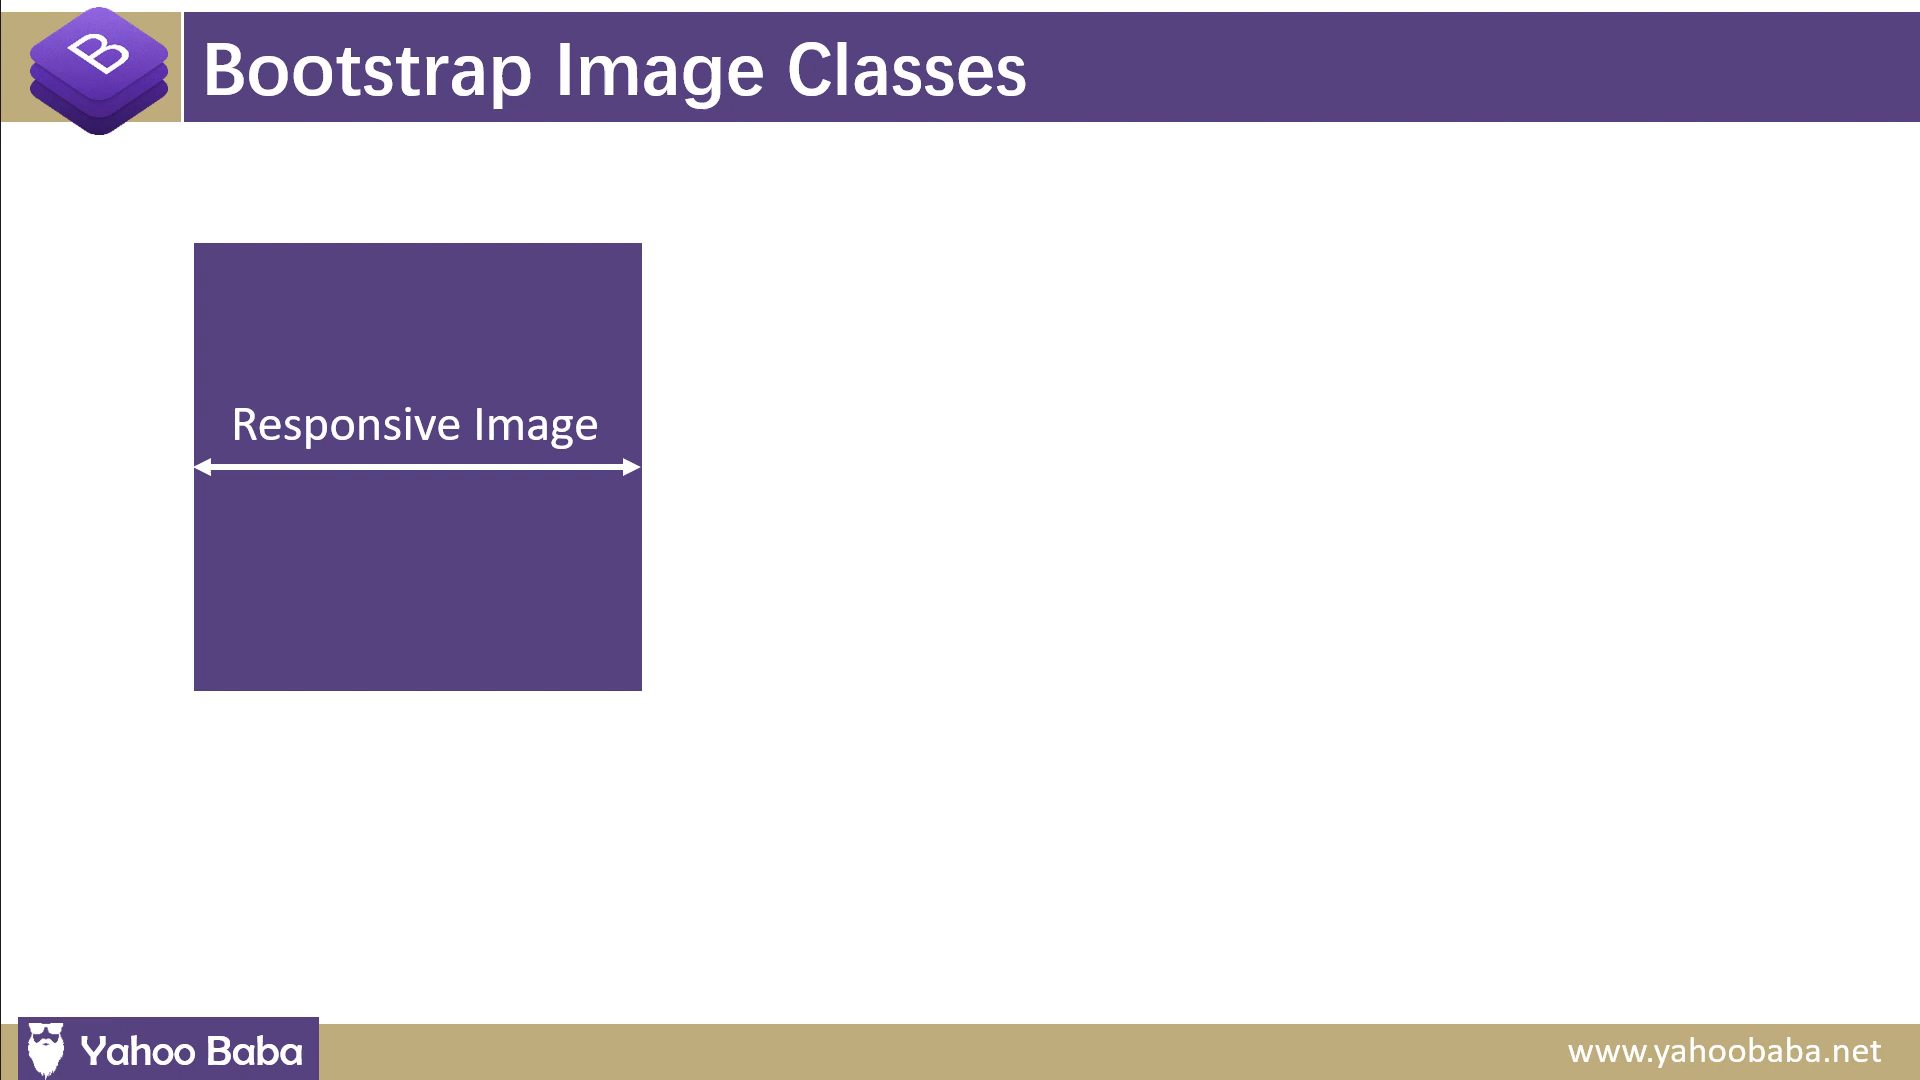 B
Bootstrap Image Classes
Responsive Image
Yahoo Baba
www.yahoobaba.net